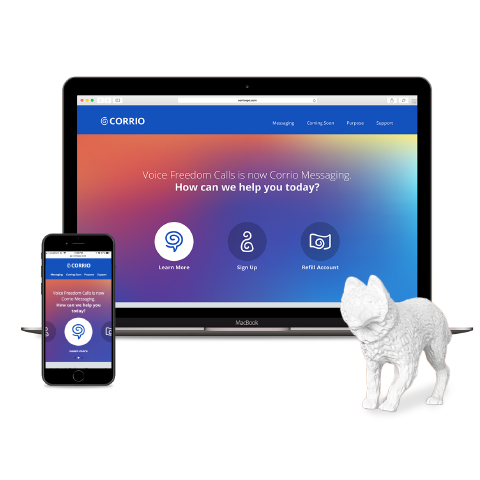 CORRIO
Messaging
Coming Soon
Purpose
Support
Voice Freedom Calls is now Corrio Messaging.
How can we help you today?
Learn More
Sign Up
Refill Account
MacBook
CORRIO
Messaging
Coming Soon
Purpose
Support
Voice Freedom Calls is now
Corrio Messaging.
How can we help you
today?